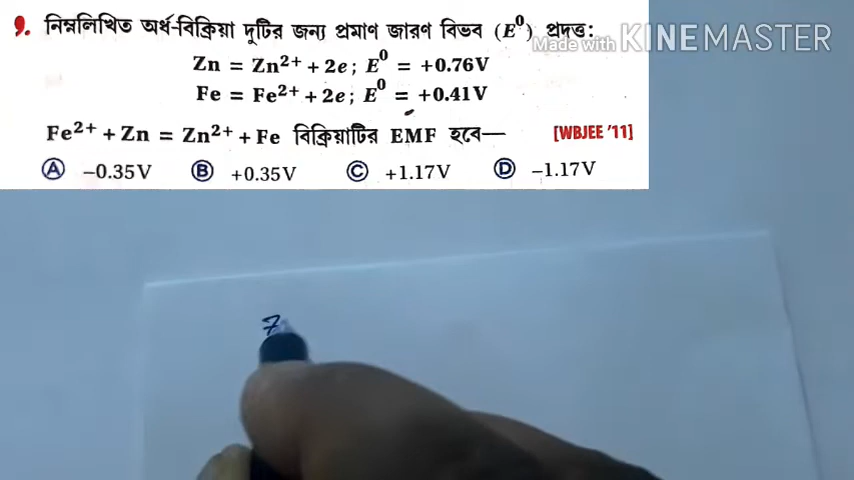 9. নিম্নলিখিত অর্ধ-বিক্রিয়া দুটির জন্য প্রমাণ জারণ বিভব (E⁰) প্রদত্ত:
Made with KINEMASTER
Zn = Zn²⁺ + 2e; E⁰ = +0.76V
Fe = Fe²⁺ + 2e; E⁰ = +0.41V
Fe²⁺ + Zn = Zn²⁺ + Fe বিক্রিয়াটির EMF হবে— [WBJEE '11]
Ⓐ −0.35V Ⓑ +0.35V Ⓒ +1.17V Ⓓ −1.17V